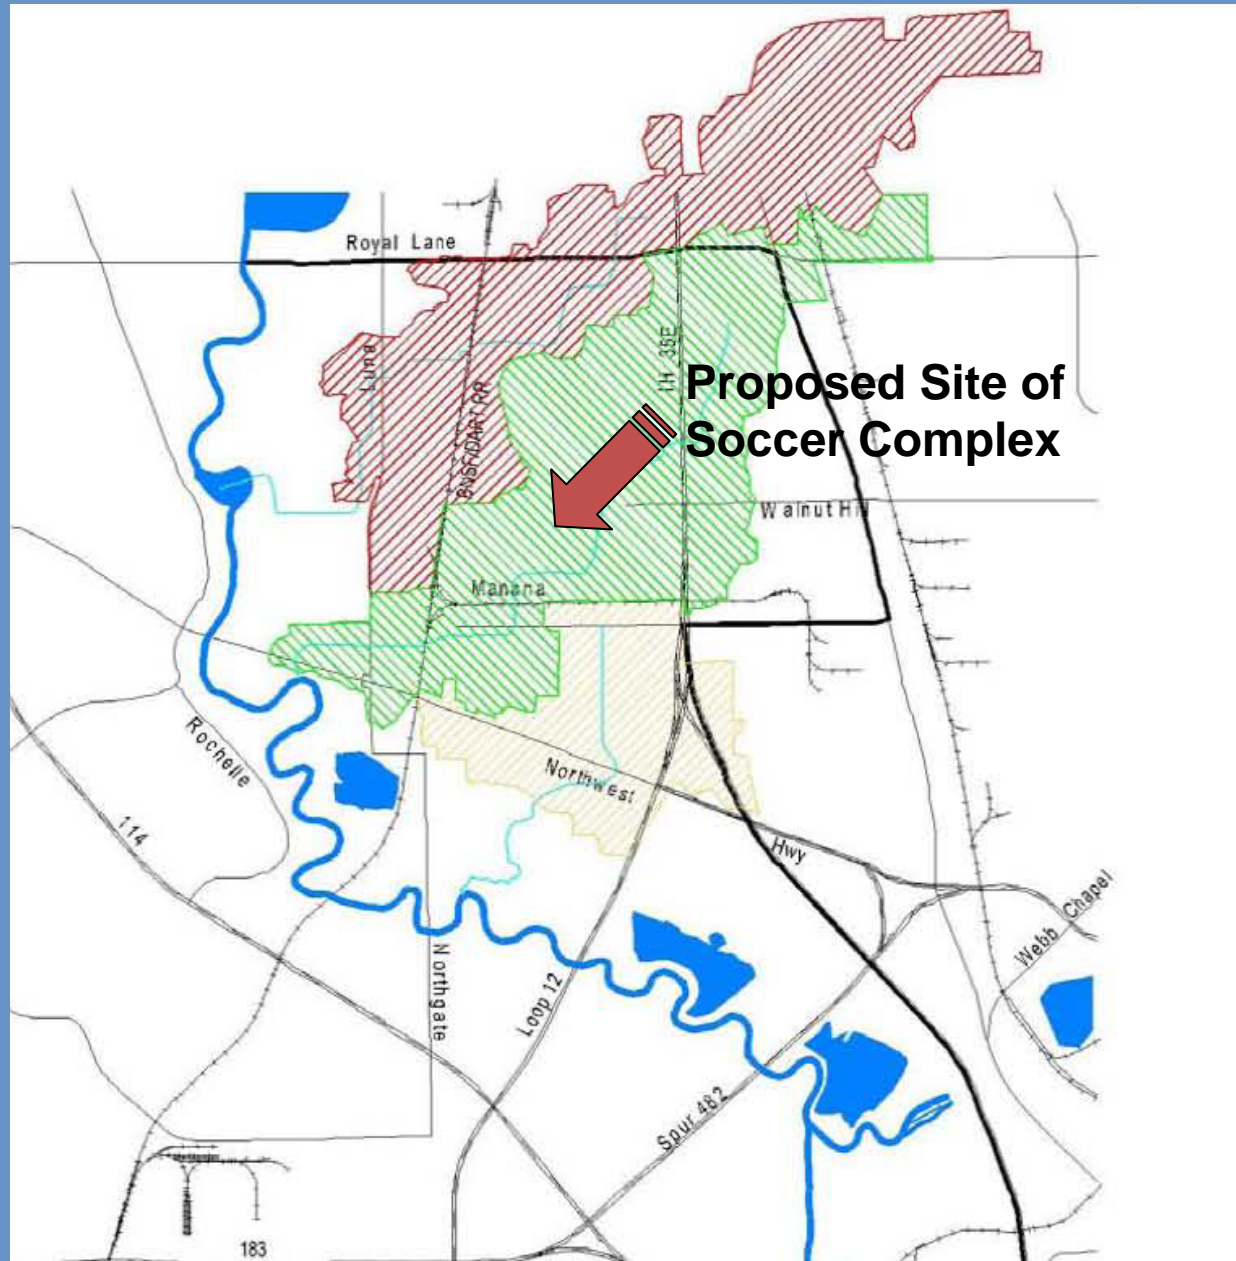 Royal Lane
Luna
IH 35E
BNSF/DART RR
Proposed Site of
Soccer Complex
Walnut Hill
Manana
Rochelle
Northwest
114
Hwy
Chapel
Webb
Northgate
Loop 12
Spur 482
183